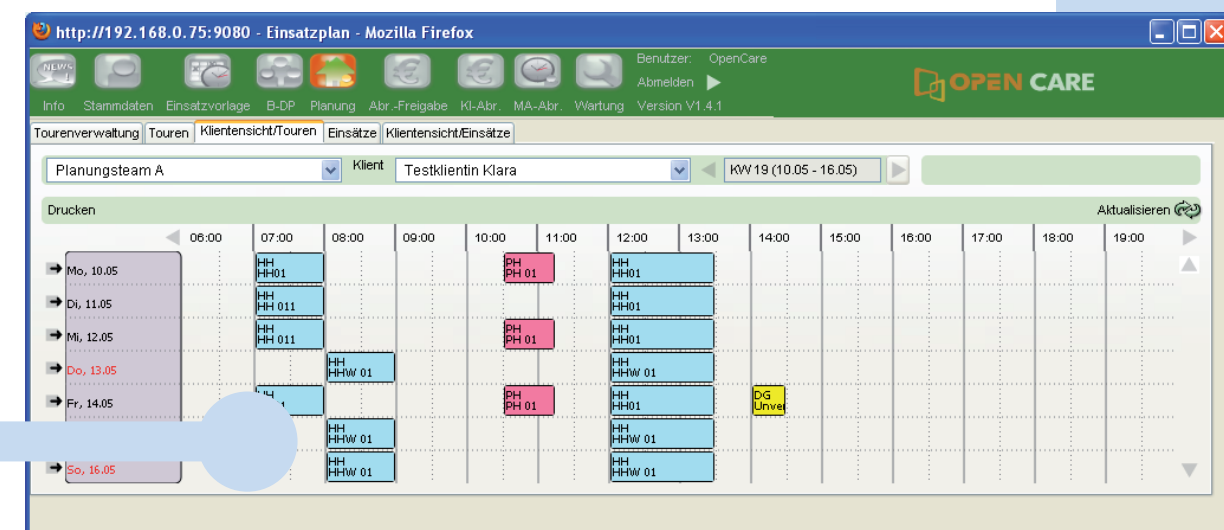 http://192.168.0.75:9080 - Einsatzplan - Mozilla Firefox
NEWS
Benutzer: OpenCare
Abmelden
Info Stammdaten Einsatzvorlage B-DP Planung Abr.-Freigabe Kl-Abr. MA-Abr. Wartung Version V1.4.1
OPEN CARE
Tourenverwaltung Touren Klientensicht/Touren Einsätze Klientensicht/Einsätze
Planungsteam A Klient Testklientin Klara KW 19 (10.05 - 16.05)
Drucken Aktualisieren
06:00 07:00 08:00 09:00 10:00 11:00 12:00 13:00 14:00 15:00 16:00 17:00 18:00 19:00
Mo, 10.05 HH PH HH
HH01 PH 01 HH01
Di, 11.05 HH HH
HH 011 HH01
Mi, 12.05 HH PH HH
HH 011 PH 01 HH01
Do, 13.05 HH HH
HHW 01 HHW 01
Fr, 14.05 PH HH DG
PH 01 HH01 Unver
HH HH
HHW 01 HHW 01
So, 16.05 HH HH
HHW 01 HHW 01